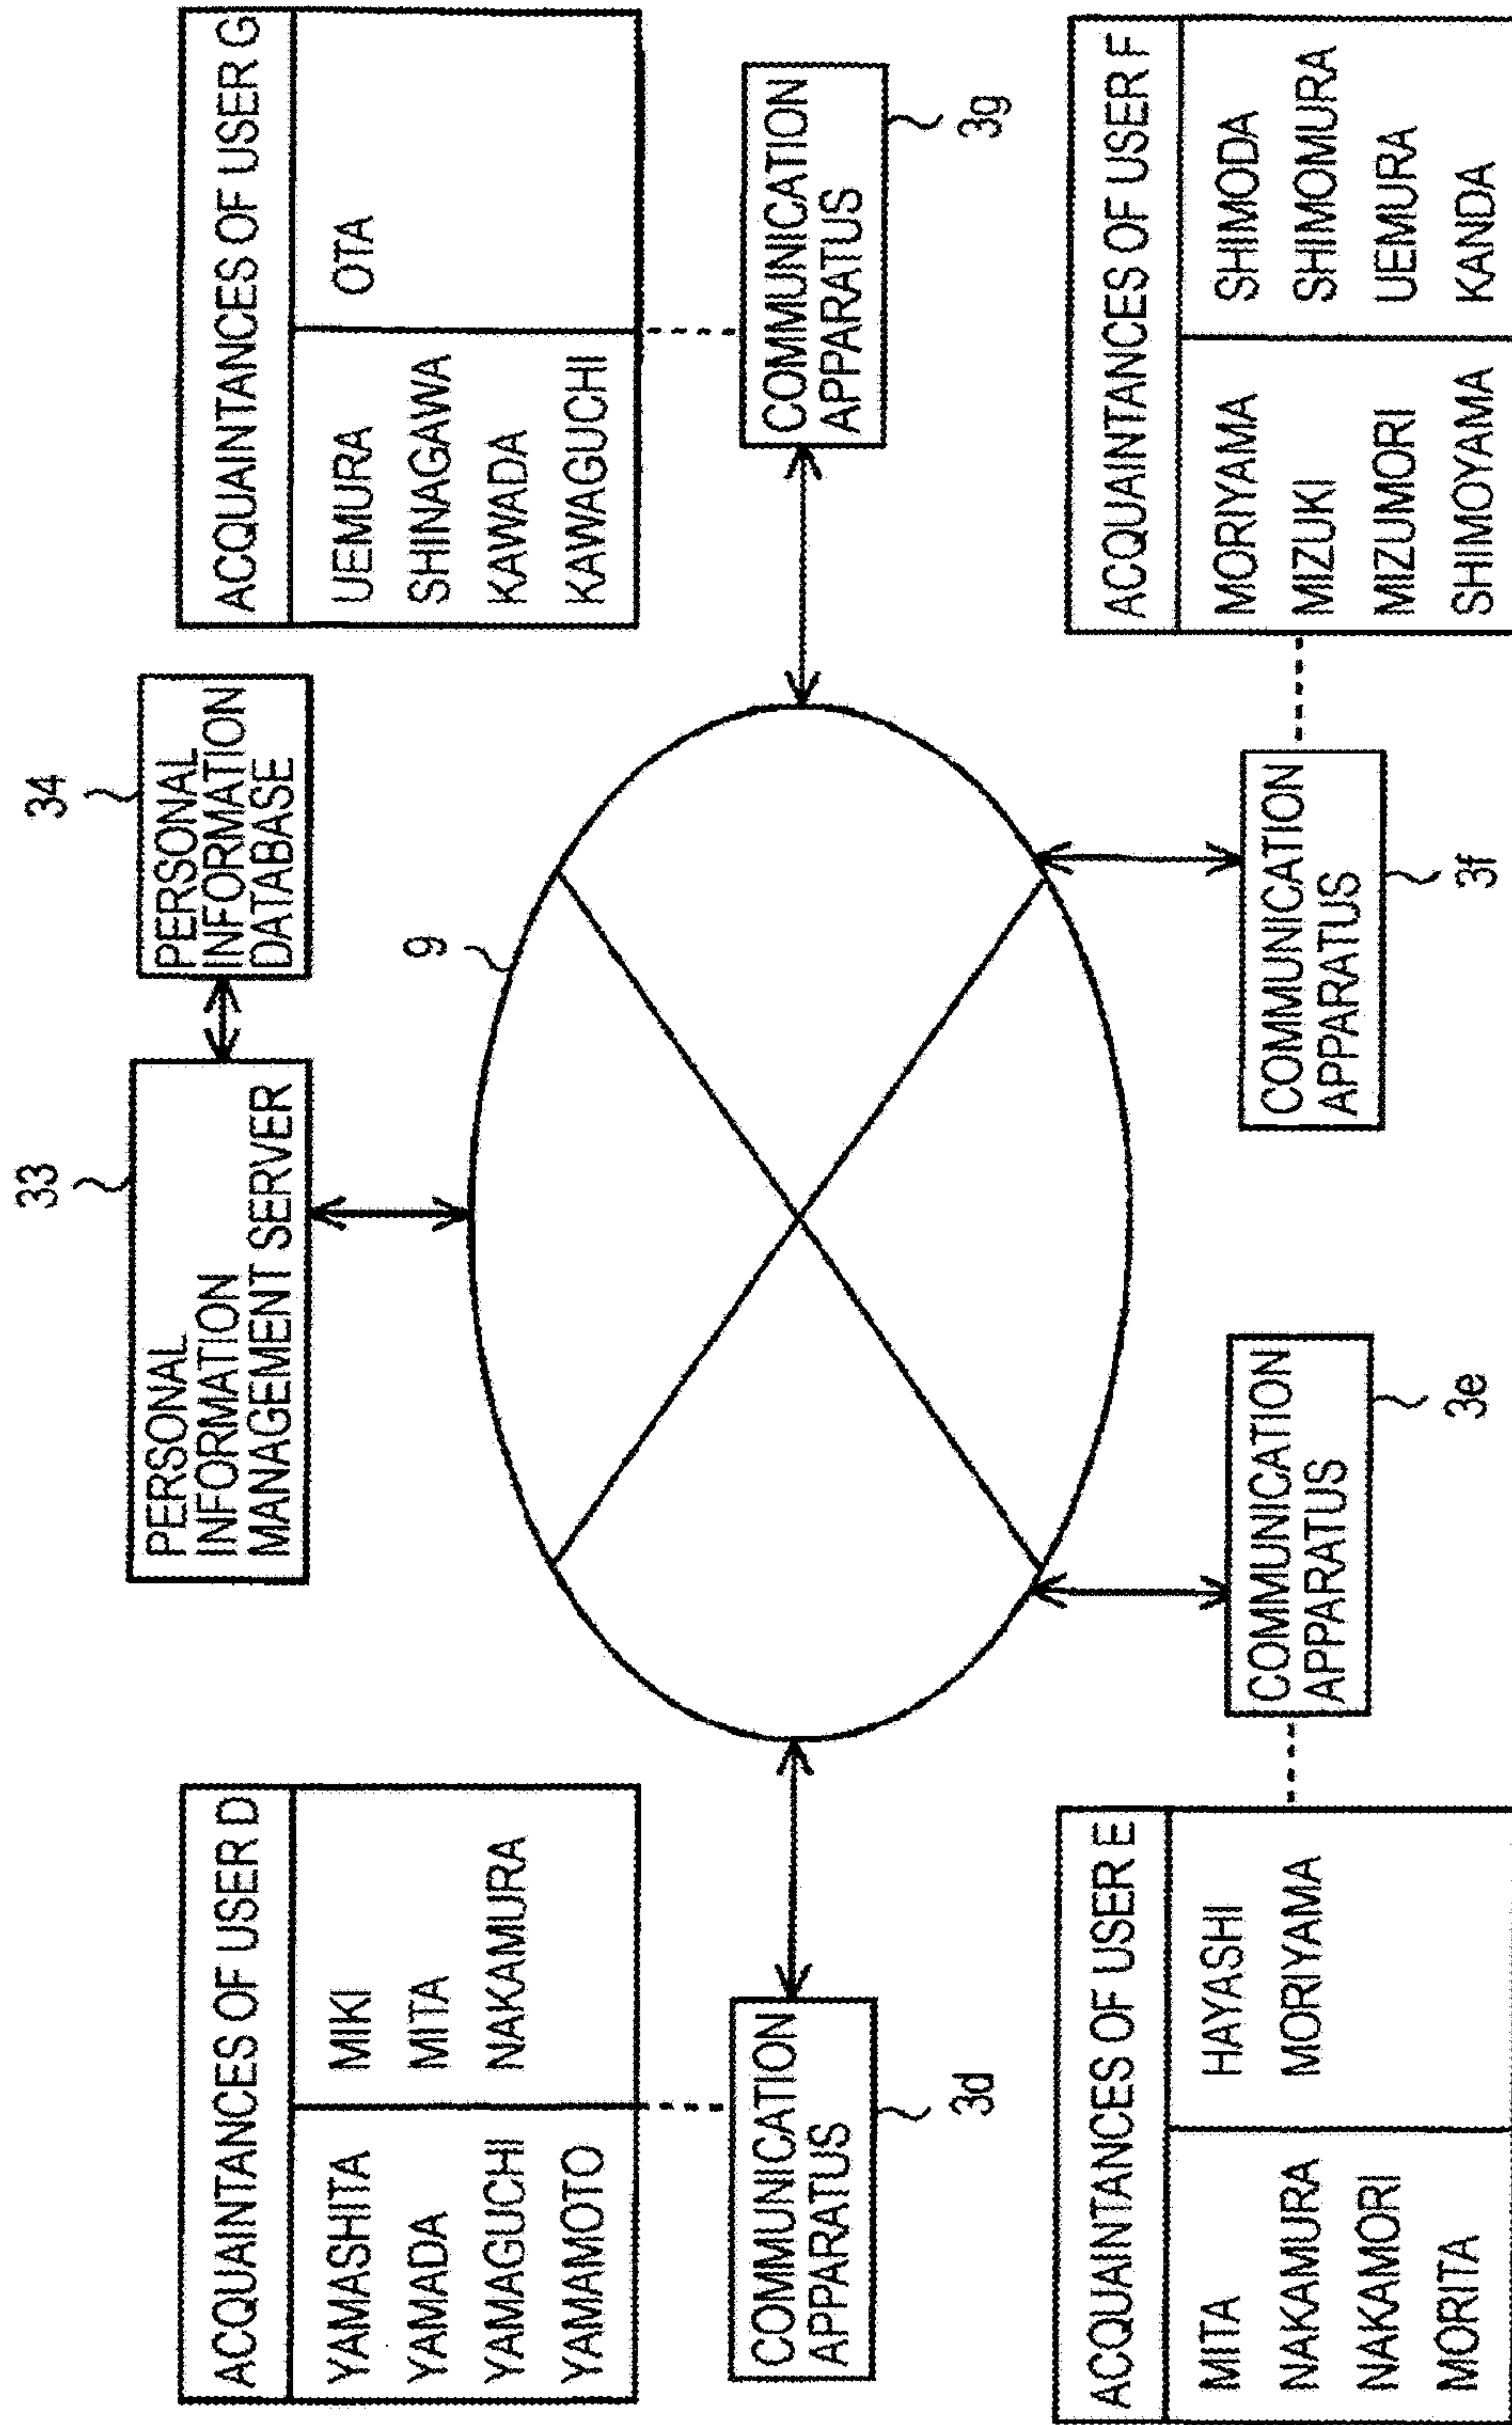 33
PERSONAL
INFORMATION
MANAGEMENT SERVER
34
PERSONAL
INFORMATION
DATABASE
9
ACQUAINTANCES OF USER D
YAMASHITA MIKI
YAMADA MITA
YAMAGUCHI NAKAMURA
YAMAMOTO
COMMUNICATION
APPARATUS
3d
ACQUAINTANCES OF USER G
UEMURA OTA
SHINAGAWA
KAWADA
KAWAGUCHI
COMMUNICATION
APPARATUS
3g
ACQUAINTANCES OF USER E
MITA HAYASHI
NAKAMURA MORIYAMA
NAKAMORI
MORITA
COMMUNICATION
APPARATUS
3e
COMMUNICATION
APPARATUS
3f
ACQUAINTANCES OF USER F
MORIYAMA SHIMODA
MIZUKI SHIMOMURA
MIZUMORI UEMURA
SHIMOYAMA KANDA